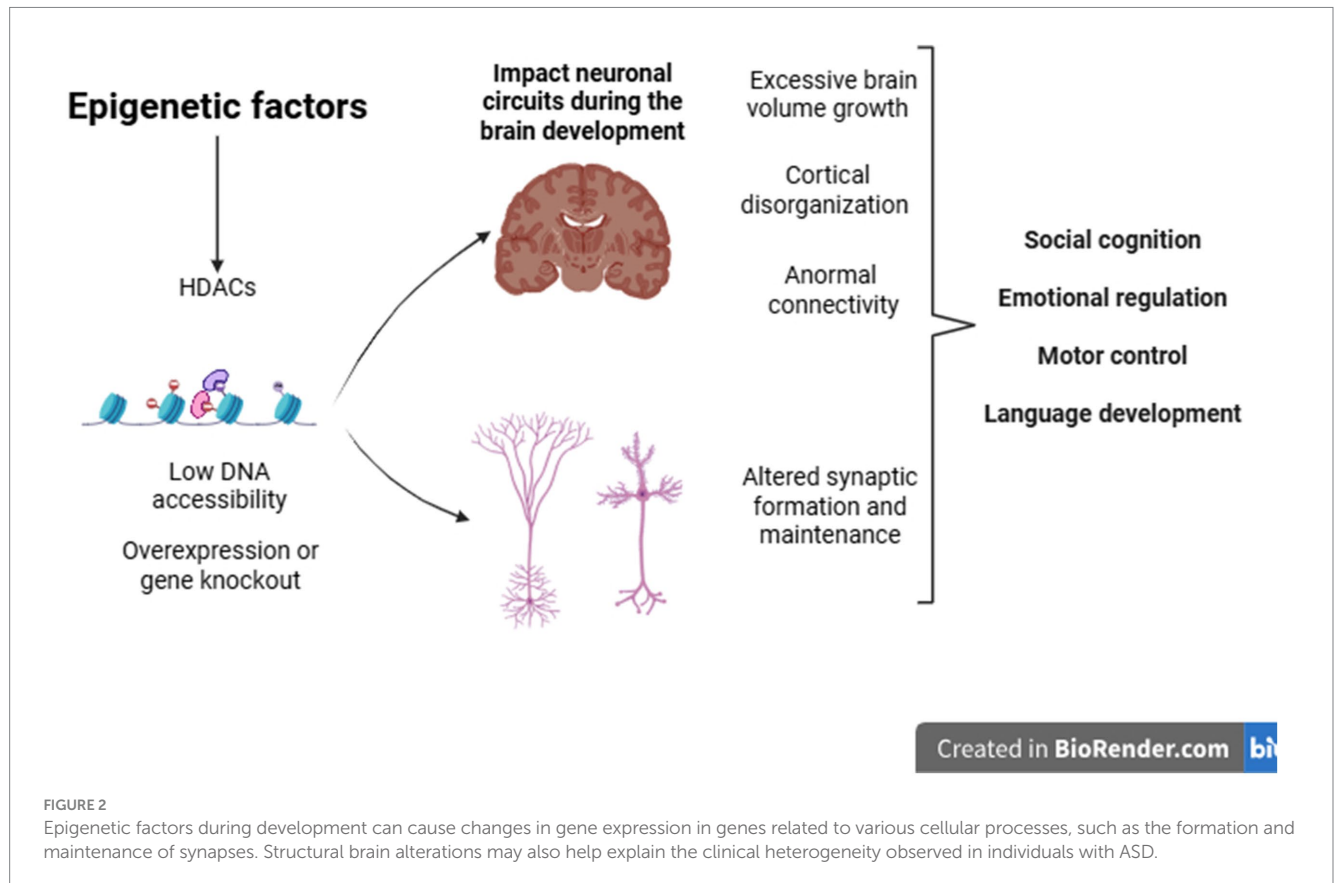 Epigenetic factors
HDACs
Low DNA
accessibility
Overexpression or
gene knockout
Impact neuronal
circuits during the
brain development
Excessive brain
volume growth
Cortical
disorganization
Anormal
connectivity
Altered synaptic
formation and
maintenance
Social cognition
Emotional regulation
Motor control
Language development
Created in BioRender.com
FIGURE 2
Epigenetic factors during development can cause changes in gene expression in genes related to various cellular processes, such as the formation and
maintenance of synapses. Structural brain alterations may also help explain the clinical heterogeneity observed in individuals with ASD.